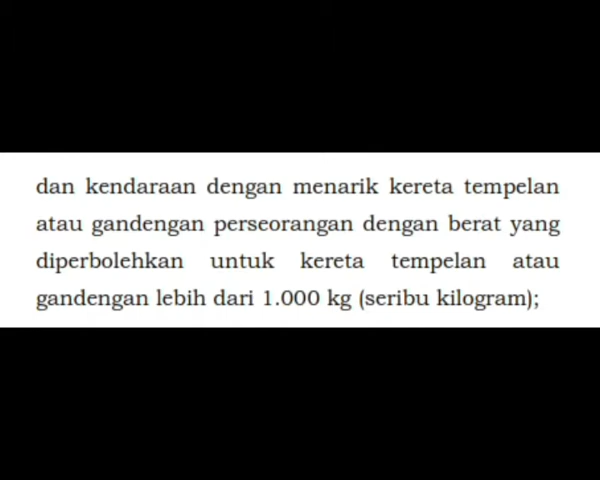 dan kendaraan dengan menarik kereta tempelan
atau gandengan perseorangan dengan berat yang
diperbolehkan untuk kereta tempelan atau
gandengan lebih dari 1.000 kg (seribu kilogram);